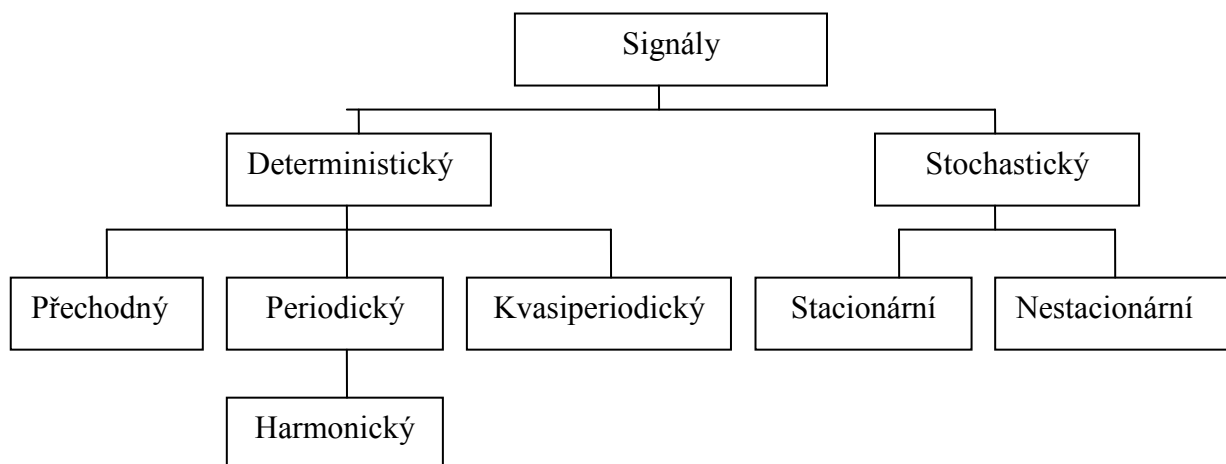 Signály
Deterministický
Stochastický
Přechodný
Periodický
Kvasiperiodický
Stacionární
Nestacionární
Harmonický